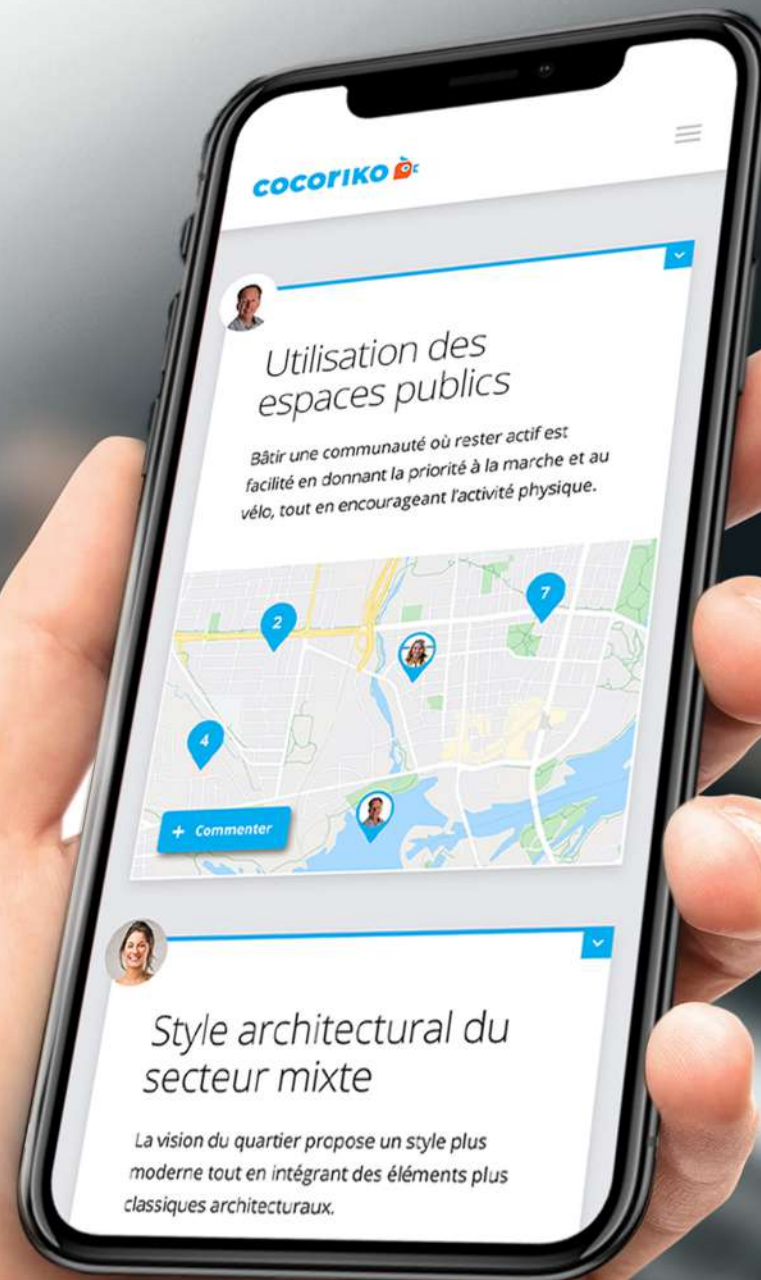 cocoriko
Utilisation des
espaces publics
Bâtir une communauté où rester actif est
facilité en donnant la priorité à la marche et au
vélo, tout en encourageant l'activité physique.
2
7
4
+ Commenter
Style architectural du
secteur mixte
La vision du quartier propose un style plus
moderne tout en intégrant des éléments plus
classiques architecturaux.